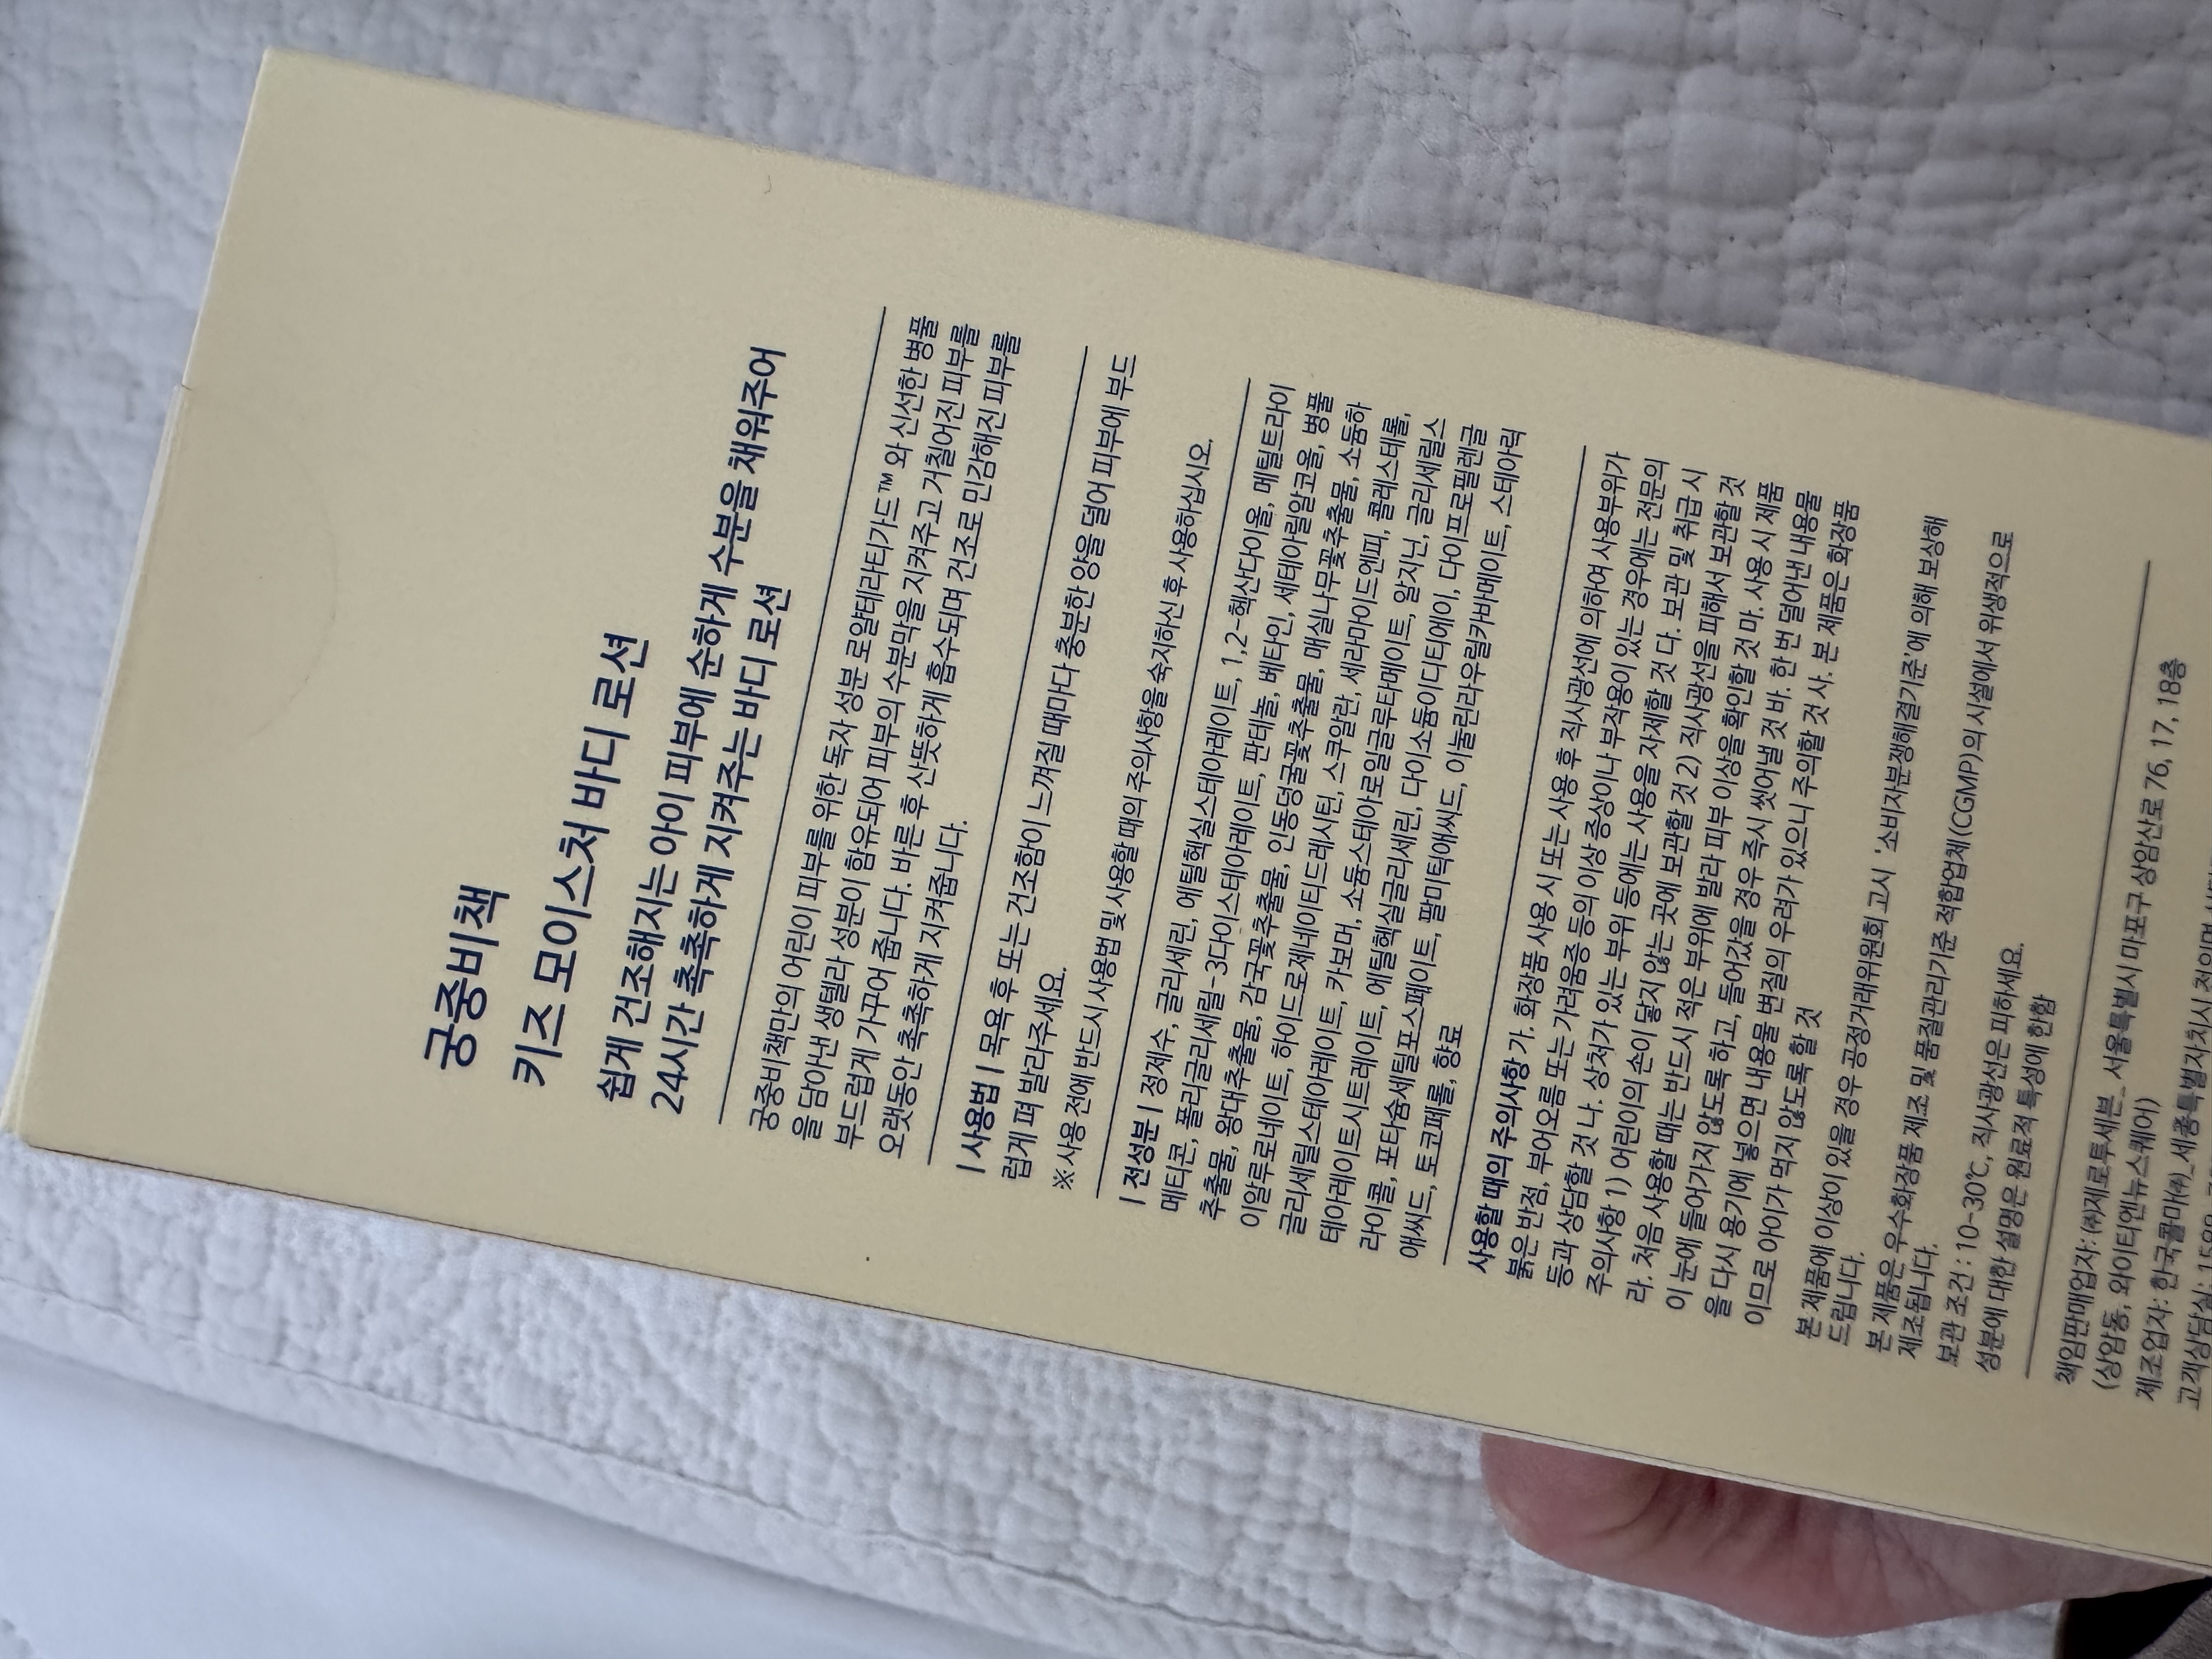 궁중비책
키즈 모이스처 바디 로션
쉽게 건조해지는 아이 피부에 순하게 수분을 채워주어
24시간 촉촉하게 지켜주는 바디 로션
궁중비책만의 어린이 피부를 위한 독자 성분 로얄테라티가드™ 와 신선한 병풀
을 담아낸 생텔라 성분이 함유되어 피부의 수분막을 지켜주고 거칠어진 피부를
부드럽게 가꾸어 줍니다. 바른 후 산뜻하게 흡수되며 건조로 민감해진 피부를
오랫동안 촉촉하게 지켜줍니다.
| 사용법 | 목욕 후 또는 건조함이 느껴질 때마다 충분한 양을 덜어 피부에 부드
럽게 펴 발라주세요.
※ 사용 전에 반드시 사용법 및 사용할 때의 주의사항을 숙지하신 후 사용하십시오.
| 전성분 | 정제수, 글리세린, 에틸헥실스테아레이트, 1,2-헥산다이올, 메틸트라이
메티콘, 폴리글리세릴-3다이스테아레이트, 판테놀, 베타인, 세테아릴알코올, 병풀
추출물, 왕대추출물, 감국꽃추출물, 인동덩굴꽃추출물, 매실나무꽃추출물, 소듐하
이알루로네이트, 하이드로제네이티드레시틴, 스쿠알란, 세라마이드엔피, 콜레스테롤,
글리세릴스테아레이트, 카보머, 소듐스테아로일글루타메이트, 알지닌, 글리세릴스
테아레이트시트레이트, 에틸헥실글리세린, 다이소듐이디티에이, 다이프로필렌글
라이콜, 포타슘세틸포스페이트, 팔미틱애씨드, 이눌린라우릴카바메이트, 스테아릭
애씨드, 토코페롤, 향료
사용할 때의 주의사항 가. 화장품 사용 시 또는 사용 후 직사광선에 의하여 사용부위가
붉은 반점, 부어오름 또는 가려움증 등의 이상 증상이나 부작용이 있는 경우에는 전문의
등과 상담할 것 나. 상처가 있는 부위 등에는 사용을 자제할 것 다. 보관 및 취급 시
주의사항 1) 어린이의 손이 닿지 않는 곳에 보관할 것 2) 직사광선을 피해서 보관할 것
라. 처음 사용할 때는 반드시 적은 부위에 발라 피부 이상을 확인할 것 마. 사용 시 제품
이 눈에 들어가지 않도록 하고, 들어갔을 경우 즉시 씻어낼 것 바. 한 번 덜어낸 내용물
을 다시 용기에 넣으면 내용물 변질의 우려가 있으니 주의할 것 사. 본 제품은 화장품
이므로 아이가 먹지 않도록 할 것
본 제품에 이상이 있을 경우 공정거래위원회 고시 '소비자분쟁해결기준'에 의해 보상해
드립니다.
본 제품은 우수화장품 제조 및 품질관리기준 적합업체(CGMP)의 시설에서 위생적으로
제조됩니다.
보관 조건 : 10-30℃, 직사광선은 피하세요.
성분에 대한 설명은 원료적 특성에 한함
책임판매업자: ㈜제로투세븐_ 서울특별시 마포구 상암산로 76, 17, 18층
(상암동, 와이티엔뉴스퀘어)
제조업자: 한국콜마㈜_세종특별자치시 전의면
고객상담실: